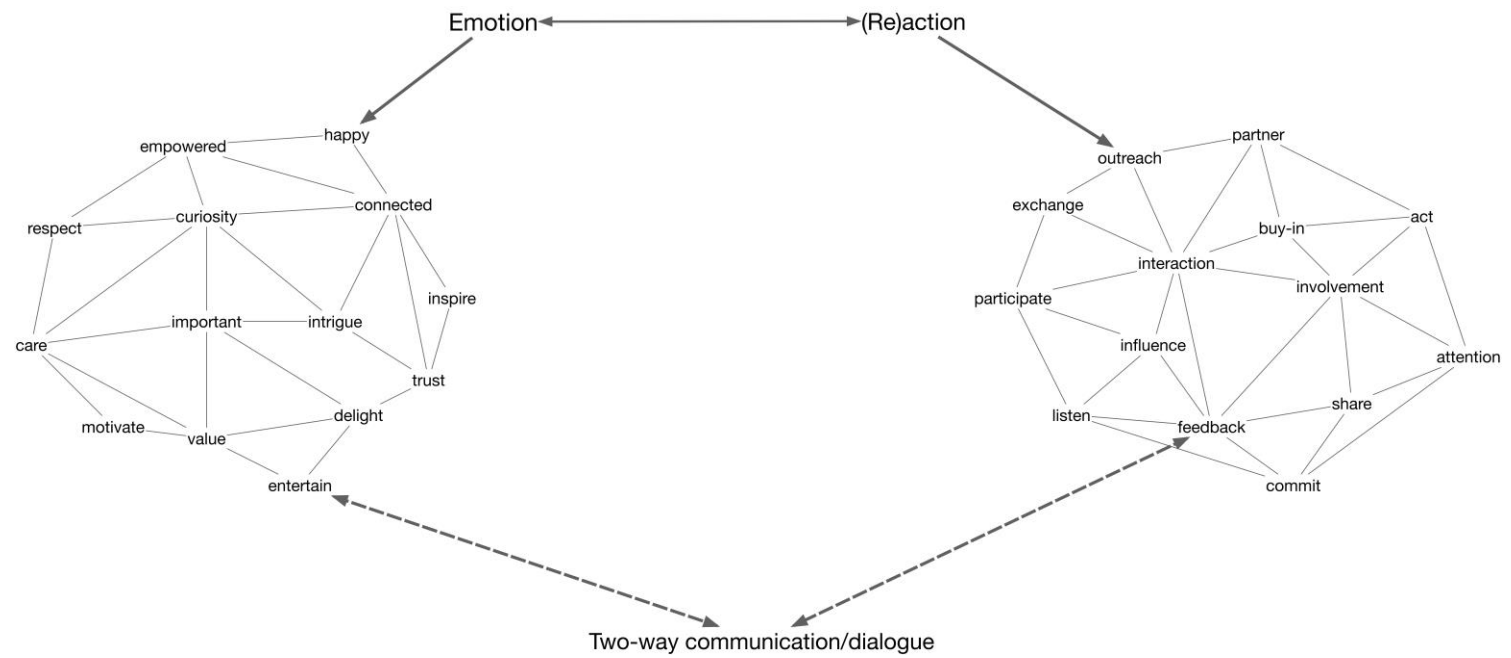 Emotion
(Re)action
happy
empowered
connected
curiosity
respect
inspire
important
intrigue
care
trust
delight
motivate
value
entertain
partner
outreach
exchange
act
buy-in
interaction
involvement
participate
influence
attention
share
listen
feedback
commit
Two-way communication/dialogue